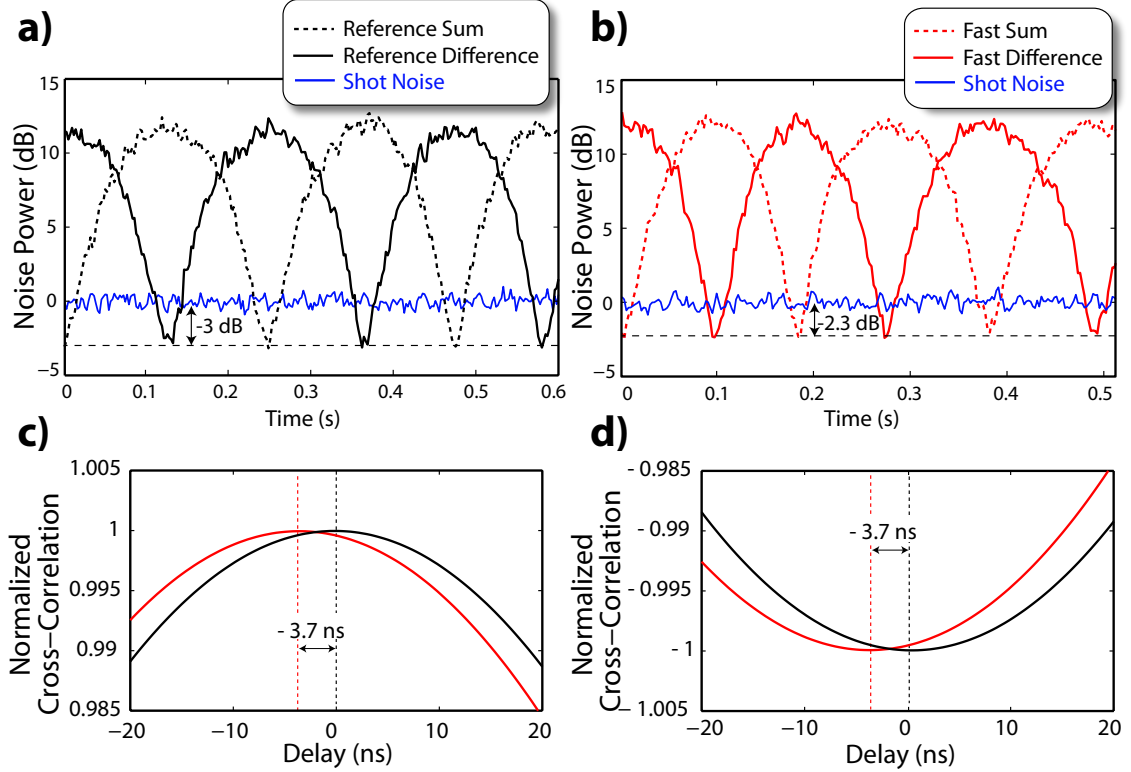 a)
Reference Sum
Reference Difference
Shot Noise
15
10
5
0
−5
Noise Power (dB)
-3 dB
0 0.1 0.2 0.3 0.4 0.5 0.6
Time (s)
b)
Fast Sum
Fast Difference
Shot Noise
15
10
5
0
−5
Noise Power (dB)
-2.3 dB
0 0.1 0.2 0.3 0.4 0.5
Time (s)
c)
1.005
1
0.995
0.99
0.985
Normalized
Cross−Correlation
- 3.7 ns
−20 −10 0 10 20
Delay (ns)
d)
- 0.985
-0.99
-0.995
-1
- 1.005
Normalized
Cross−Correlation
- 3.7 ns
−20 −10 0 10 20
Delay (ns)